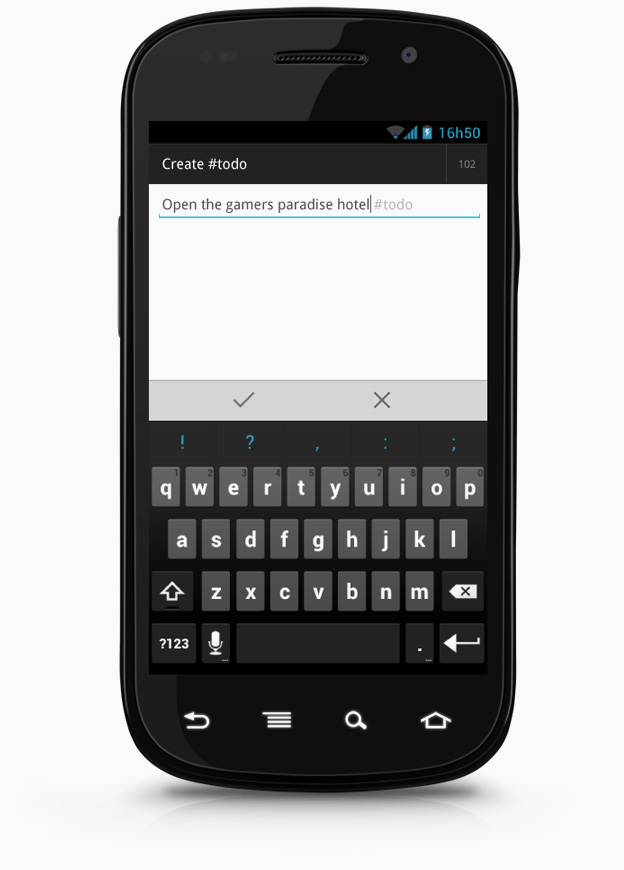 16h50
Create #todo 102
Open the gamers paradise hotel #todo
! ? , : ;
1 2 3 4 5 6 7 8 9 0
q w e r t y u i o p
a s d f g h j k l
z x c v b n m
?123 ... . ...